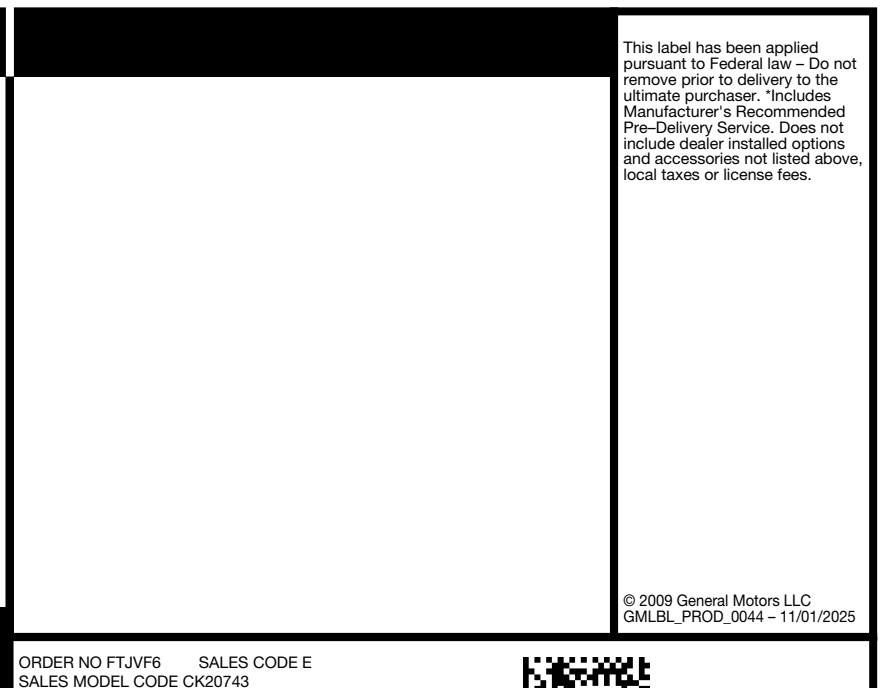 This label has been applied
pursuant to Federal law – Do not
remove prior to delivery to the
ultimate purchaser. *Includes
Manufacturer's Recommended
Pre–Delivery Service. Does not
include dealer installed options
and accessories not listed above,
local taxes or license fees.
© 2009 General Motors LLC
GMLBL_PROD_0044 – 11/01/2025
ORDER NO FTJVF6 SALES CODE E
SALES MODEL CODE CK20743